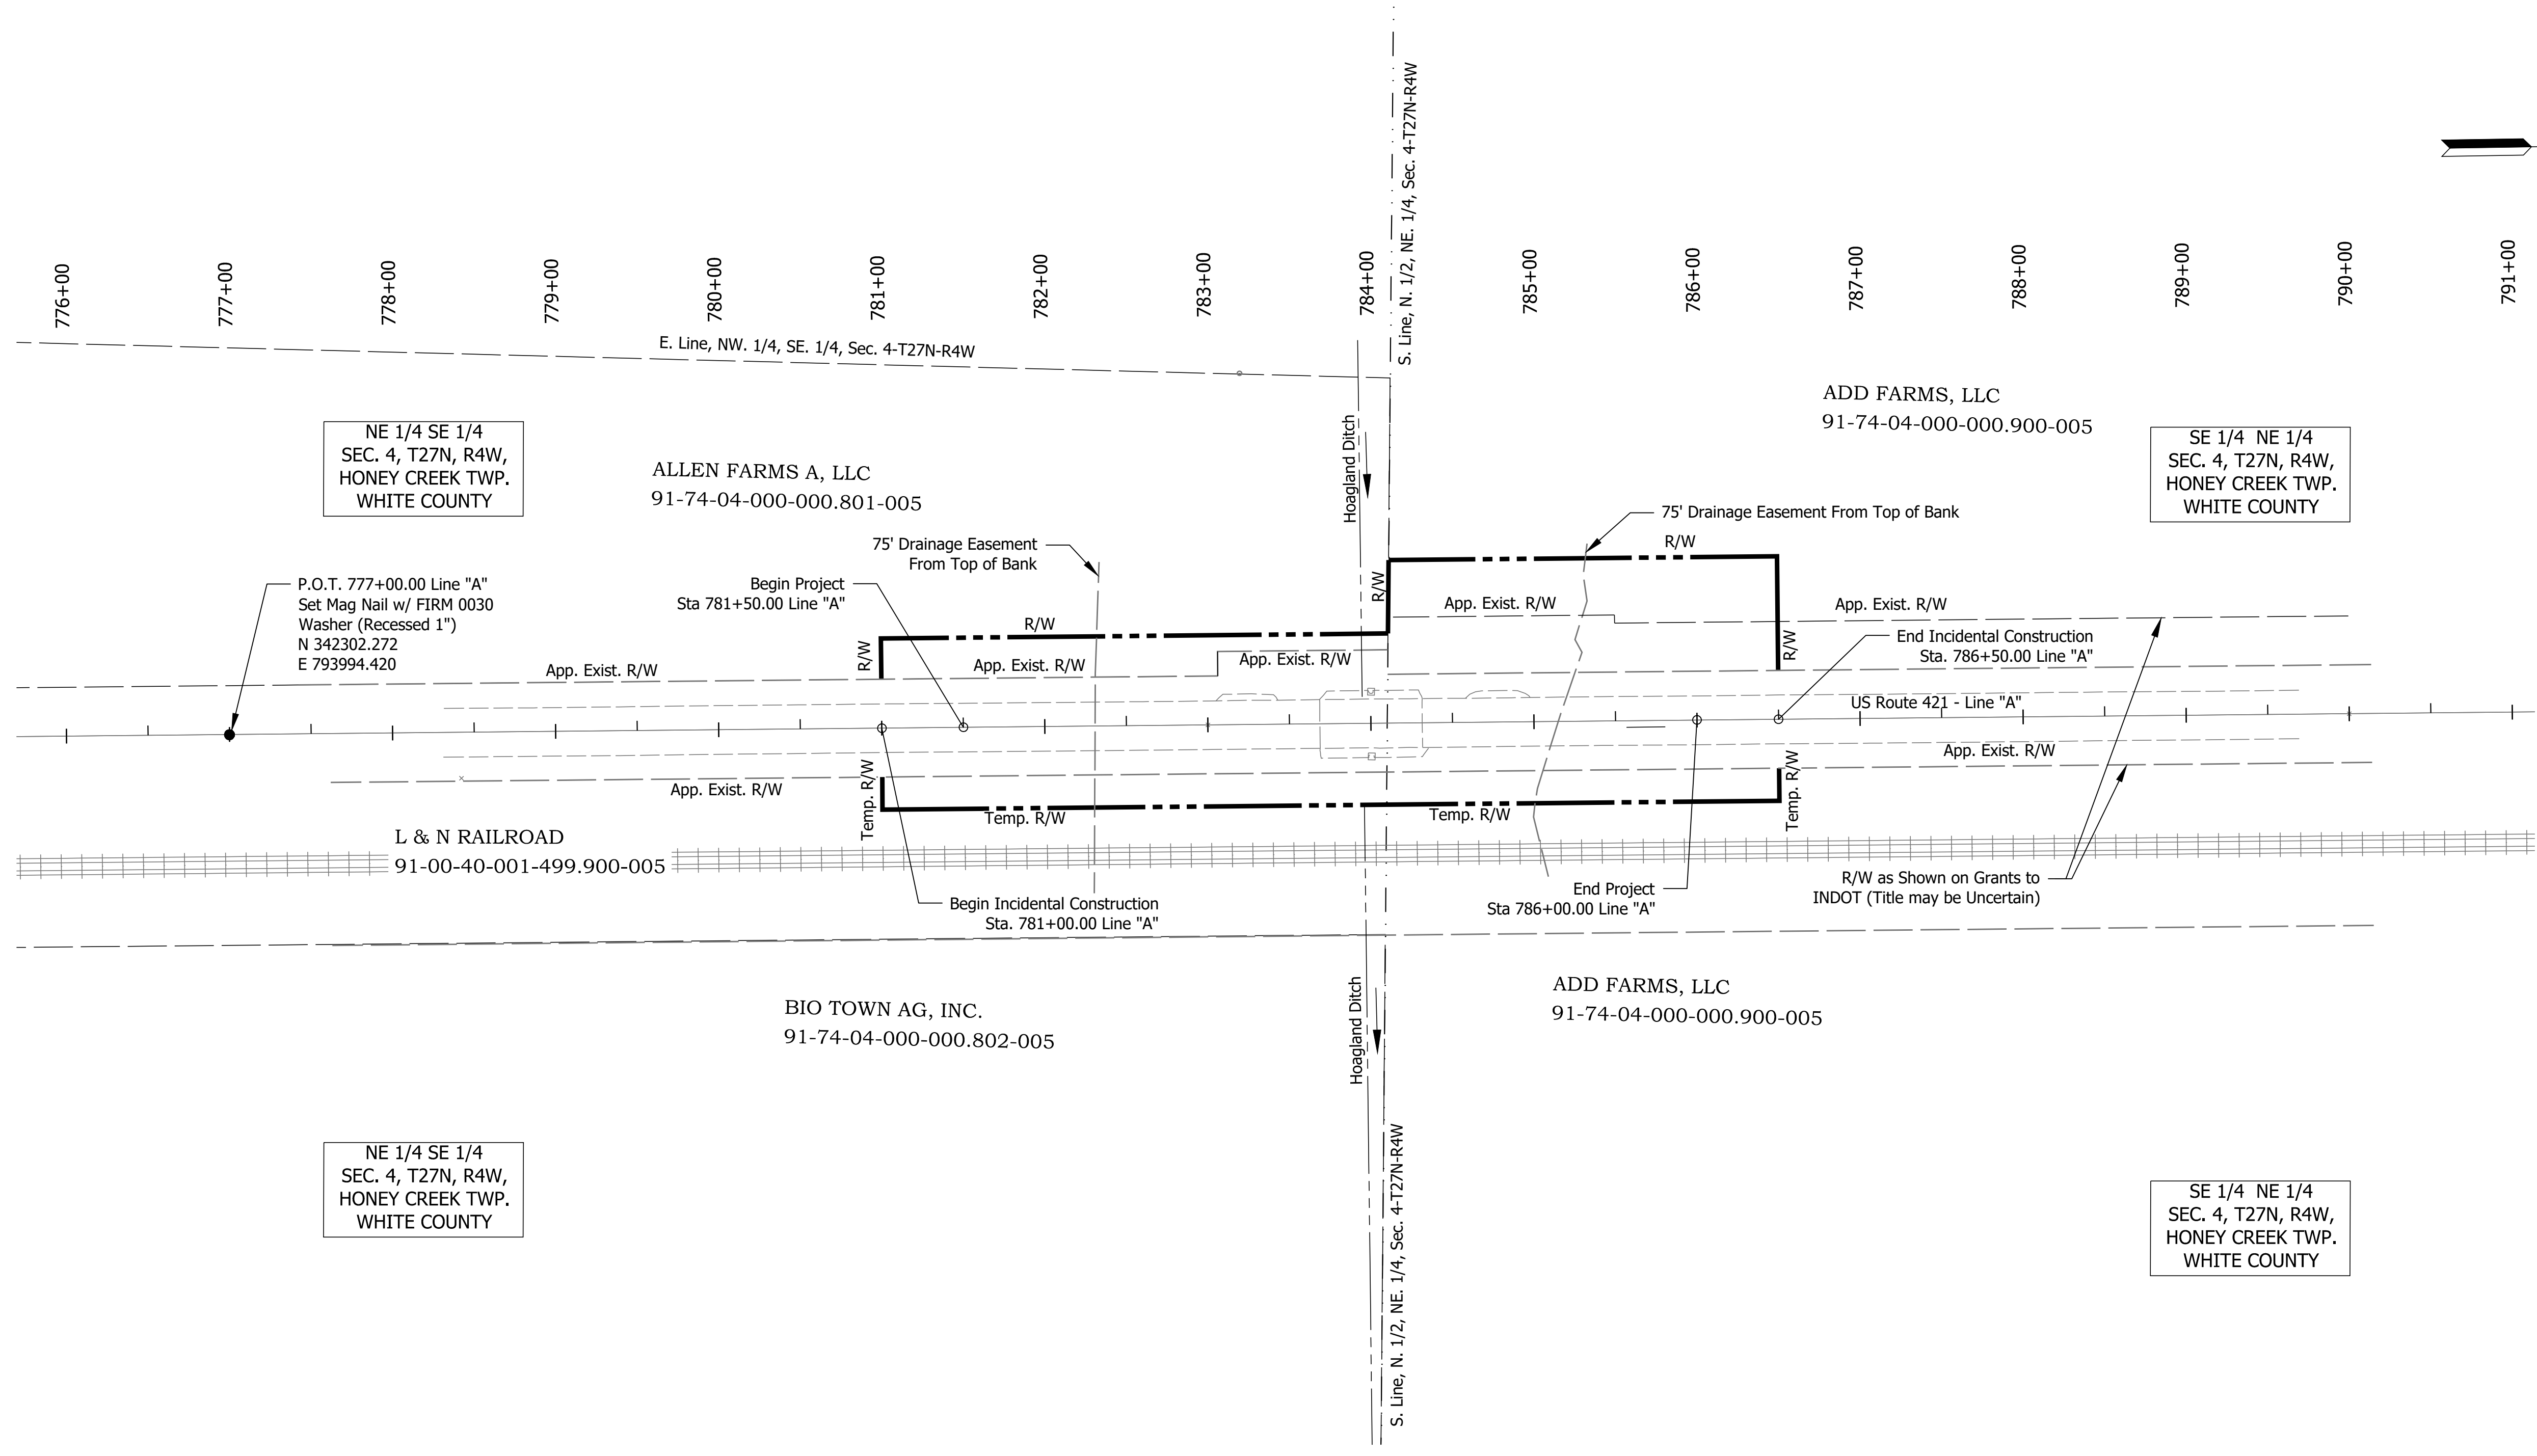 S. Line, N. 1/2, NE. 1/4, Sec. 4-T27N-R4W
776+00
777+00
778+00
779+00
780+00
781+00
782+00
783+00
784+00
785+00
786+00
787+00
788+00
789+00
790+00
791+00
E. Line, NW. 1/4, SE. 1/4, Sec. 4-T27N-R4W
NE 1/4 SE 1/4
SEC. 4, T27N, R4W,
HONEY CREEK TWP.
WHITE COUNTY
ALLEN FARMS A, LLC
91-74-04-000-000.801-005
Hoagland Ditch
ADD FARMS, LLC
91-74-04-000-000.900-005
SE 1/4 NE 1/4
SEC. 4, T27N, R4W,
HONEY CREEK TWP.
WHITE COUNTY
75' Drainage Easement
From Top of Bank
75' Drainage Easement From Top of Bank
P.O.T. 777+00.00 Line "A"
Set Mag Nail w/ FIRM 0030
Washer (Recessed 1")
N 342302.272
E 793994.420
Begin Project
Sta 781+50.00 Line "A"
R/W
R/W
R/W
R/W
R/W
App. Exist. R/W
App. Exist. R/W
App. Exist. R/W
App. Exist. R/W
App. Exist. R/W
End Incidental Construction
Sta. 786+50.00 Line "A"
US Route 421 - Line "A"
App. Exist. R/W
App. Exist. R/W
Temp. R/W
Temp. R/W
Temp. R/W
Temp. R/W
L & N RAILROAD
91-00-40-001-499.900-005
Begin Incidental Construction
Sta. 781+00.00 Line "A"
End Project
Sta 786+00.00 Line "A"
R/W as Shown on Grants to
INDOT (Title may be Uncertain)
BIO TOWN AG, INC.
91-74-04-000-000.802-005
Hoagland Ditch
ADD FARMS, LLC
91-74-04-000-000.900-005
NE 1/4 SE 1/4
SEC. 4, T27N, R4W,
HONEY CREEK TWP.
WHITE COUNTY
S. Line, N. 1/2, NE. 1/4, Sec. 4-T27N-R4W
SE 1/4 NE 1/4
SEC. 4, T27N, R4W,
HONEY CREEK TWP.
WHITE COUNTY